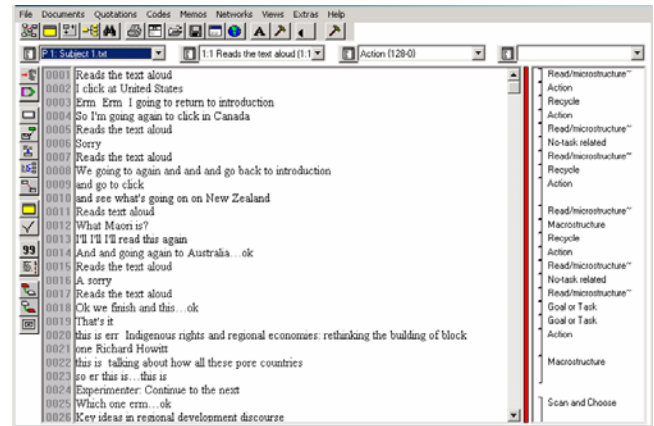 File Documents Quotations Codes Memos Networks Views Extras Help
P 1: Subject 1.txt 1:1 Reads the text aloud (1:1 Action {128-0}
0001 Reads the text aloud Read/microstructure~
0002 I click at United States Action
0003 Erm Erm I going to return to introduction Recycle
0004 So I'm going again to click in Canada Action
0005 Reads the text aloud Read/microstructure~
0006 Sorry No-task related
0007 Reads the text aloud Read/microstructure~
0008 We going to again and and and go back to introduction Recycle
0009 and go to click Action
0010 and see what's going on on New Zealand
0011 Reads text aloud Read/microstructure~
0012 What Maori is? Macrostructure
0013 I'll I'll I'll read this again Recycle
0014 And and going again to Australia...ok Action
0015 Reads the text aloud Read/microstructure~
0016 A sorry No-task related
0017 Reads the text aloud Read/microstructure~
0018 Ok we finish and this...ok Goal or Task
0019 That's it Goal or Task
0020 this is err Indigenous rights and regional economies: rethinking the building of block Action
0021 one Richard Howitt
0022 this is talking about how all these pore countries Macrostructure
0023 so er this is...this is
0024 Experimenter: Continue to the next
0025 Which one erm...ok Scan and Choose
0026 Key ideas in regional development discourse